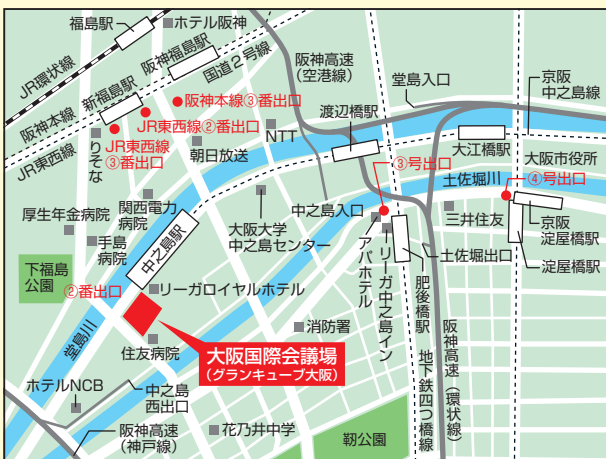 福島駅
ホテル阪神
JR環状線
阪神福島駅
国道2号線
阪神高速
(空港線)
堂島入口
京阪
中之島線
新福島駅
阪神本線
JR東西線
阪神本線③番出口
JR東西線②番出口
JR東西線
③番出口
りそな
朝日放送
NTT
渡辺橋駅
大江橋駅
大阪市役所
③号出口
土佐堀川
④号出口
厚生年金病院
関西電力
病院
手島
病院
中之島駅
大阪大学
中之島センター
中之島入口
アパホテル
リーガ中之島イン
三井住友
京阪
淀屋橋駅
淀屋橋駅
土佐堀出口
肥後橋駅
地下鉄四つ橋線
阪神高速(環状線)
下福島
公園
②番出口
リーガロイヤルホテル
堂島川
消防署
住友病院
大阪国際会議場
(グランキューブ大阪)
ホテルNCB
中之島
西出口
阪神高速
(神戸線)
花乃井中学
靭公園